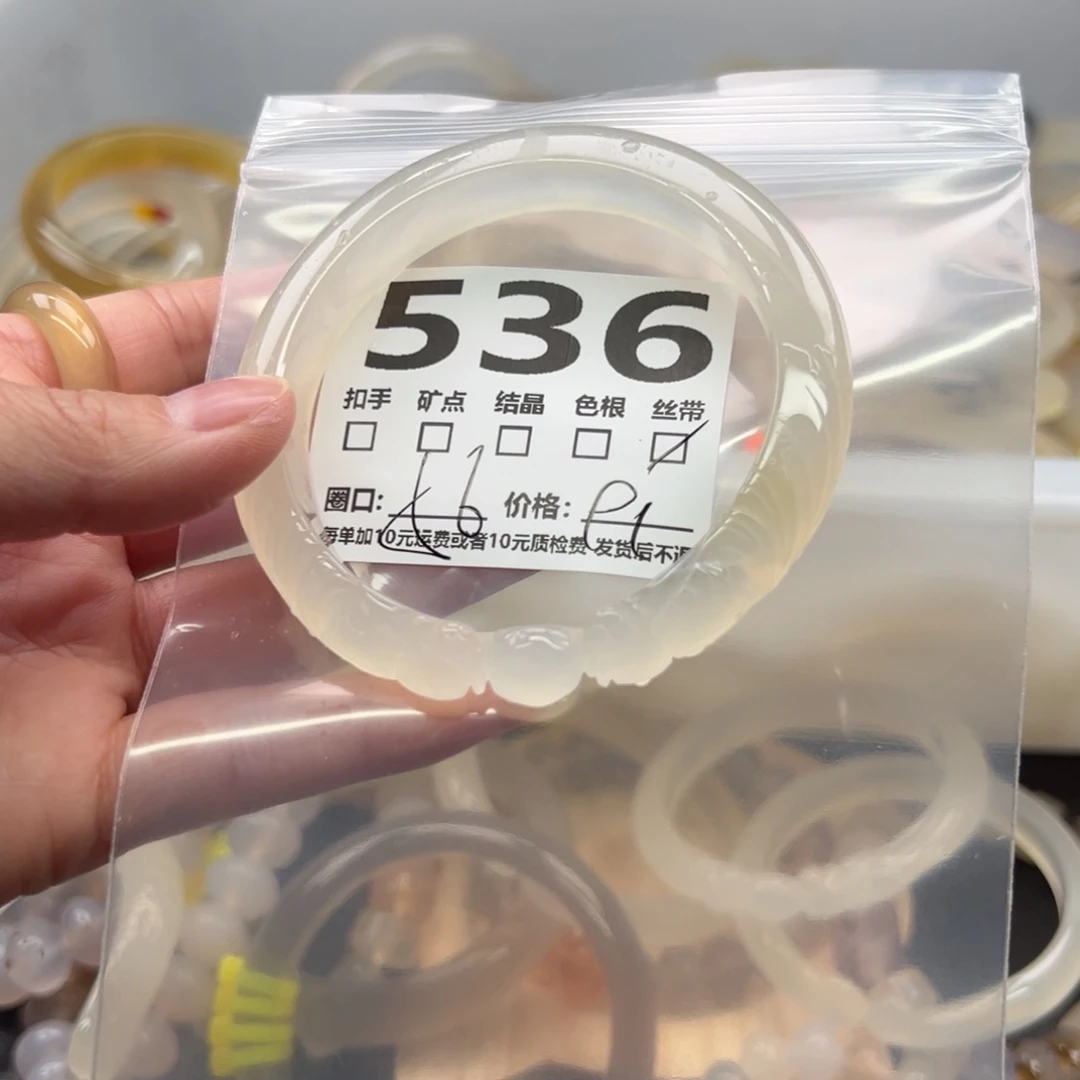 536
扣手 矿点 结晶 色根 丝带
圈口: 价格:
每单加10元运费或者10元质检费 发货后不退